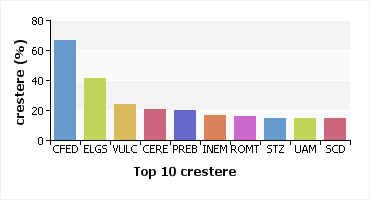 80
60
40
20
0
crestere (%)
CFED ELGS VULC CERE PREB INEM ROMT STZ UAM SCD
Top 10 crestere